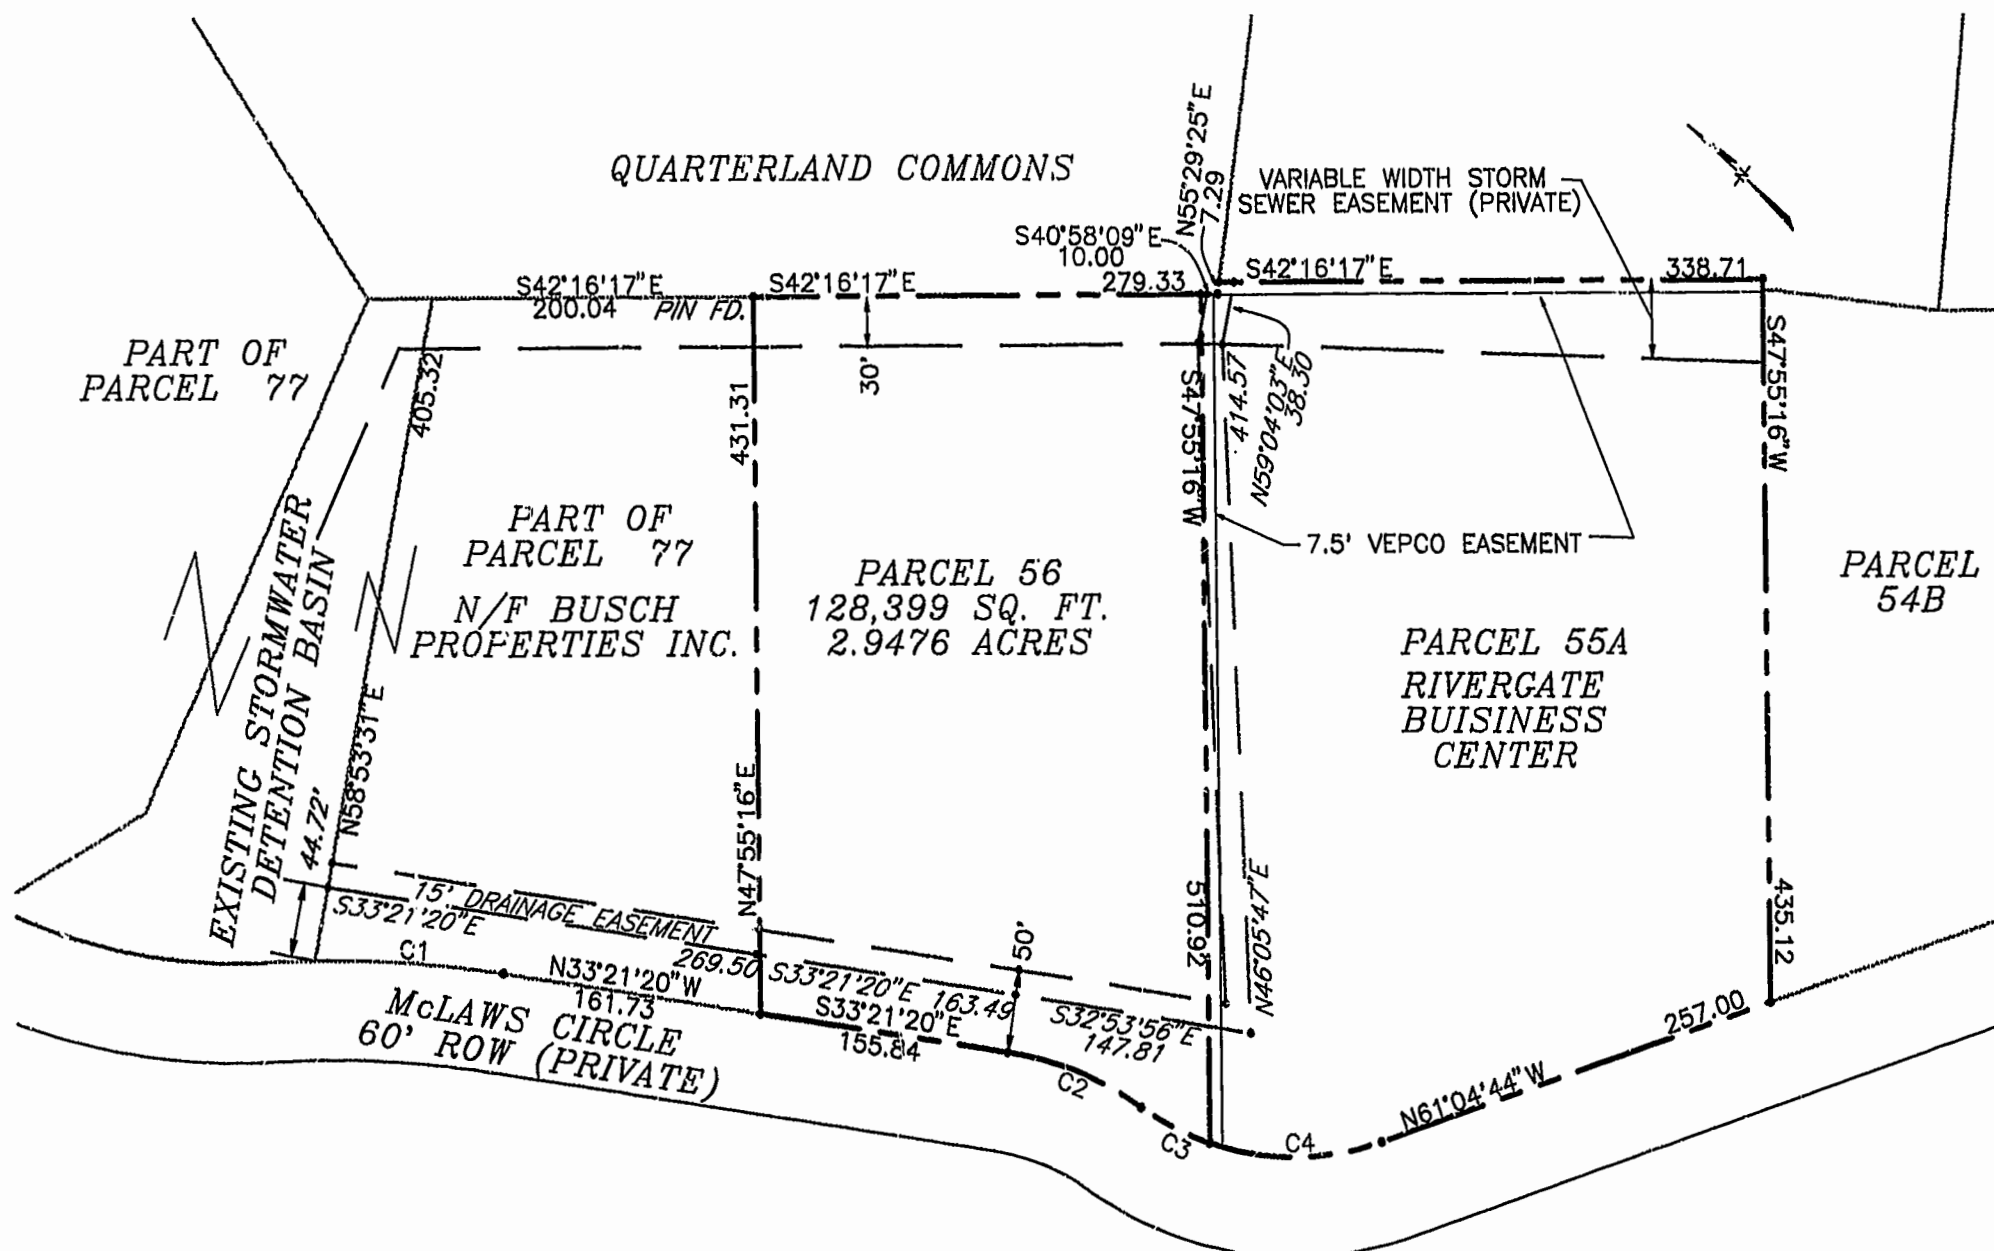 QUARTERLAND COMMONS
N55°29'25"E
7.29
VARIABLE WIDTH STORM
SEWER EASEMENT (PRIVATE)
S40°58'09"E
10.00
S42°16'17"E
200.04
PIN FD.
S42°16'17"E
279.33
S42°16'17"E
338.71
PART OF
PARCEL 77
405.32
431.31
30'
S47°55'16"W
414.57
N59°04'03"E
38.30
S47°55'16"W
7.5' VEPCO EASEMENT
PART OF
PARCEL 77
N/F BUSCH
PROPERTIES INC.
PARCEL 56
128,399 SQ. FT.
2.9476 ACRES
PARCEL 55A
RIVERGATE
BUISINESS
CENTER
PARCEL
54B
EXISTING STORMWATER
DETENTION BASIN
44.72'
N58°53'31"E
N47°55'16"E
510.92
N46°05'47"E
435.12
15' DRAINAGE EASEMENT
S33°21'20"E
269.50
S33°21'20"E
163.49
50'
S32°53'56"E
147.81
C1
N33°21'20"W
161.73
S33°21'20"E
155.84
McLAWS CIRCLE
60' ROW (PRIVATE)
C2
C3
C4
N61°04'44"W
257.00